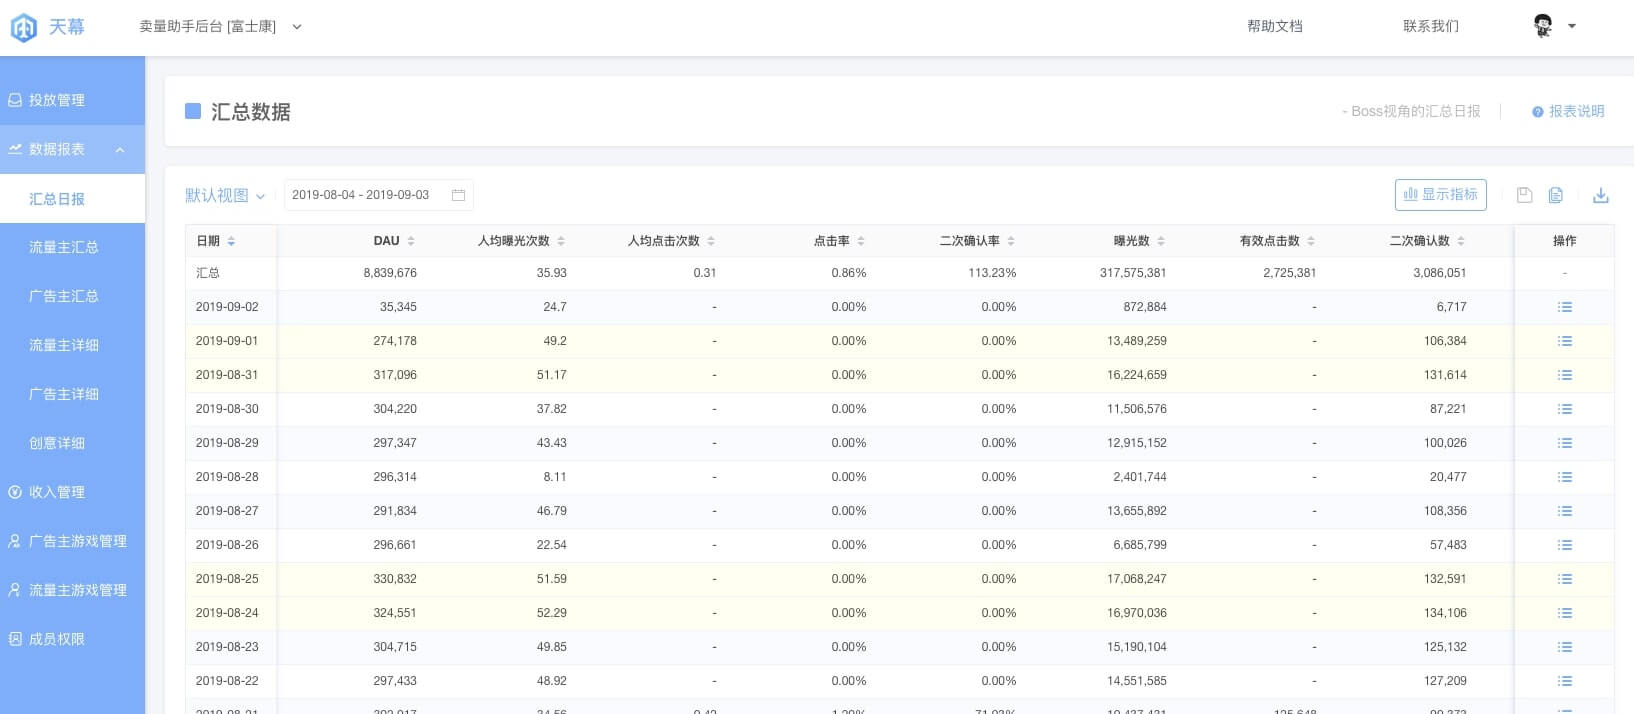 天幕 卖量助手后台 [富士康] 帮助文档 联系我们
投放管理
数据报表
汇总日报
流量主汇总
广告主汇总
流量主详细
广告主详细
创意详细
收入管理
广告主游戏管理
流量主游戏管理
成员权限
汇总数据 - Boss视角的汇总日报 报表说明
默认视图 2019-08-04 - 2019-09-03 显示指标
日期 DAU 人均曝光次数 人均点击次数 点击率 二次确认率 曝光数 有效点击数 二次确认数 操作
汇总 8,839,676 35.93 0.31 0.86% 113.23% 317,575,381 2,725,381 3,086,051 -
2019-09-02 35,345 24.7 - 0.00% 0.00% 872,884 - 6,717
2019-09-01 274,178 49.2 - 0.00% 0.00% 13,489,259 - 106,384
2019-08-31 317,096 51.17 - 0.00% 0.00% 16,224,659 - 131,614
2019-08-30 304,220 37.82 - 0.00% 0.00% 11,506,576 - 87,221
2019-08-29 297,347 43.43 - 0.00% 0.00% 12,915,152 - 100,026
2019-08-28 296,314 8.11 - 0.00% 0.00% 2,401,744 - 20,477
2019-08-27 291,834 46.79 - 0.00% 0.00% 13,655,892 - 108,356
2019-08-26 296,661 22.54 - 0.00% 0.00% 6,685,799 - 57,483
2019-08-25 330,832 51.59 - 0.00% 0.00% 17,068,247 - 132,591
2019-08-24 324,551 52.29 - 0.00% 0.00% 16,970,036 - 134,106
2019-08-23 304,715 49.85 - 0.00% 0.00% 15,190,104 - 125,132
2019-08-22 297,433 48.92 - 0.00% 0.00% 14,551,585 - 127,209